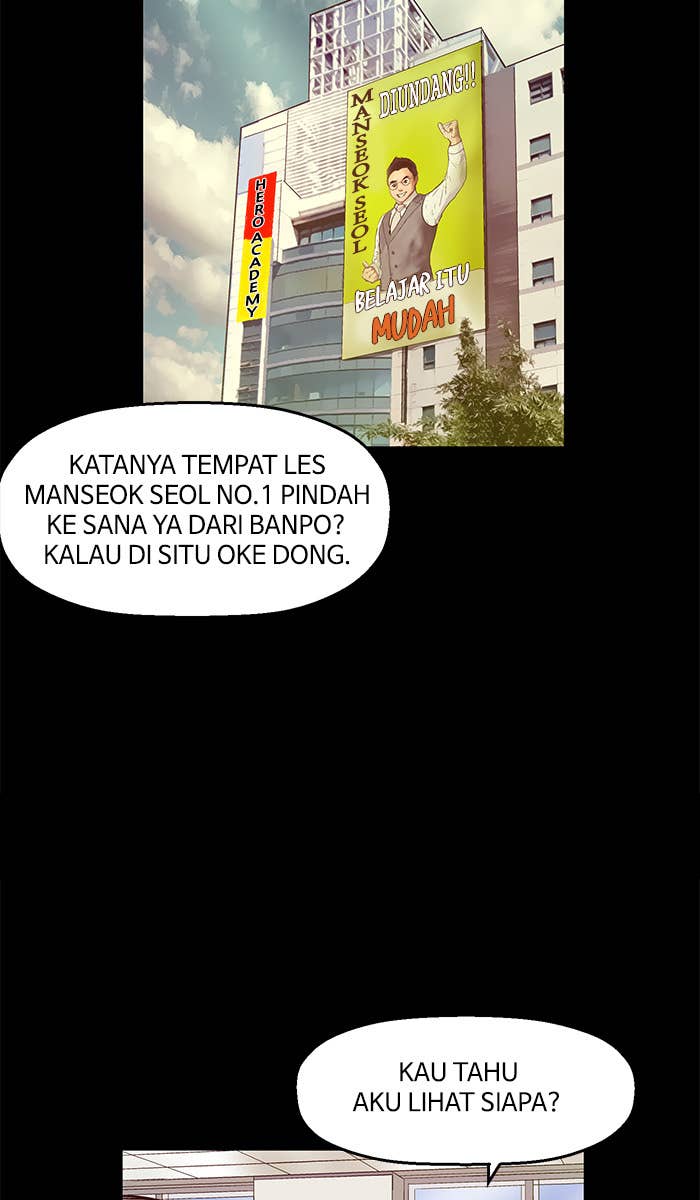 DIUNDANG!!
MANSEOK SEOL
HERO ACADEMY
BELAJAR ITU
MUDAH
KATANYA TEMPAT LES
MANSEOK SEOL NO.1 PINDAH
KE SANA YA DARI BANPO?
KALAU DI SITU OKE DONG.
KAU TAHU
AKU LIHAT SIAPA?